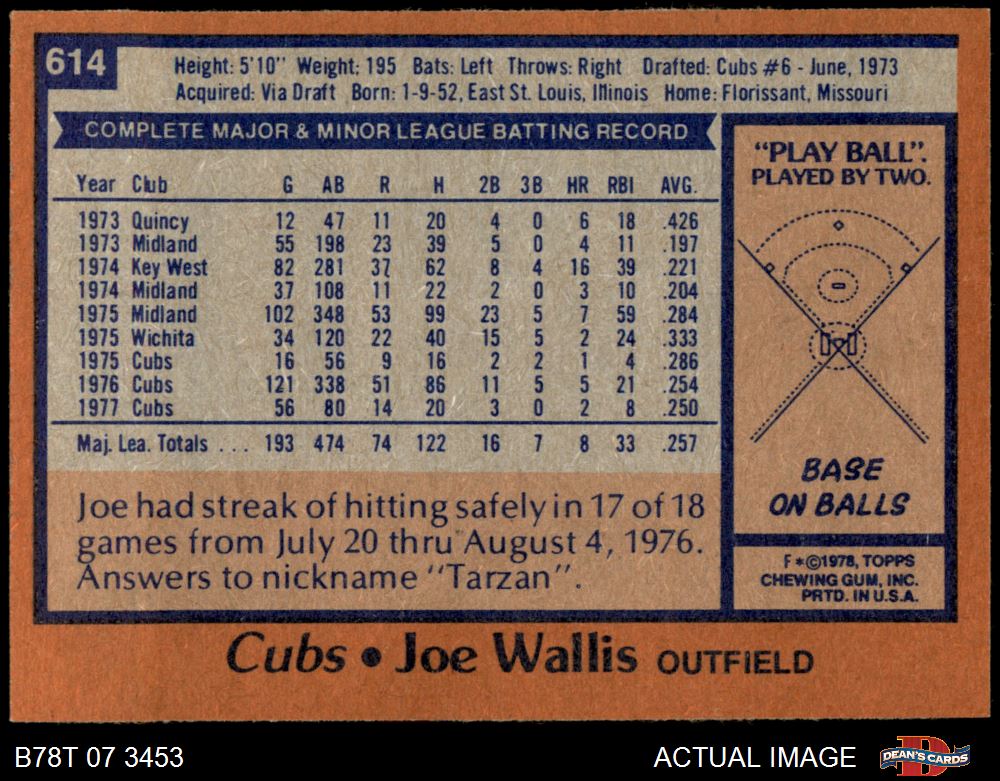 614
Height: 5'10" Weight: 195 Bats: Left Throws: Right Drafted: Cubs #6 - June, 1973
Acquired: Via Draft Born: 1-9-52, East St. Louis, Illinois Home: Florissant, Missouri
COMPLETE MAJOR & MINOR LEAGUE BATTING RECORD
Year Club G AB R H 2B 3B HR RBI AVG.
1973 Quincy 12 47 11 20 4 0 6 18 .426
1973 Midland 55 198 23 39 5 0 4 11 .197
1974 Key West 82 281 37 62 8 4 16 39 .221
1974 Midland 37 108 11 22 2 0 3 10 .204
1975 Midland 102 348 53 99 23 5 7 59 .284
1975 Wichita 34 120 22 40 15 5 2 24 .333
1975 Cubs 16 56 9 16 2 2 1 4 .286
1976 Cubs 121 338 51 86 11 5 5 21 .254
1977 Cubs 56 80 14 20 3 0 2 8 .250
Maj. Lea. Totals . . . 193 474 74 122 16 7 8 33 .257
Joe had streak of hitting safely in 17 of 18
games from July 20 thru August 4, 1976.
Answers to nickname "Tarzan".
"PLAY BALL".
PLAYED BY TWO.
BASE
ON BALLS
F*©1978, TOPPS
CHEWING GUM, INC.
PRTD. IN U.S.A.
Cubs • Joe Wallis OUTFIELD
B78T 07 3453
ACTUAL IMAGE
DEAN'S CARDS